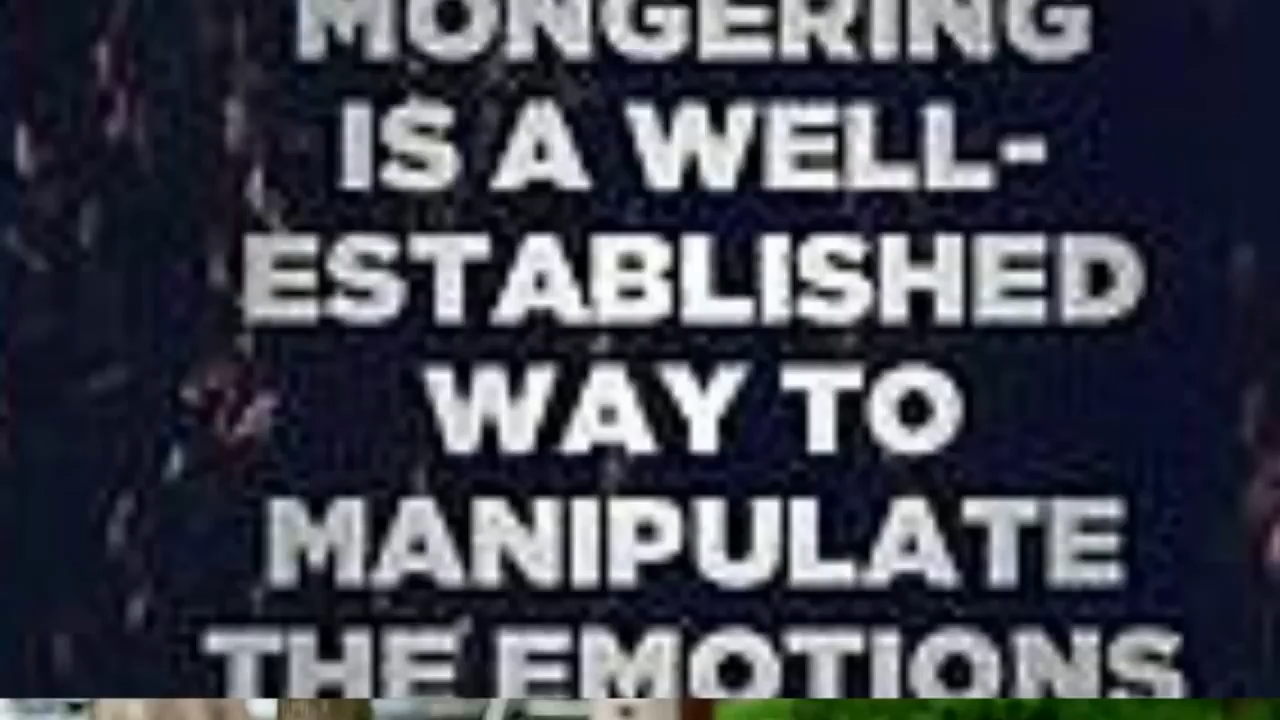 MONGERING
IS A WELL-
ESTABLISHED
WAY TO
MANIPULATE
THE EMOTIONS